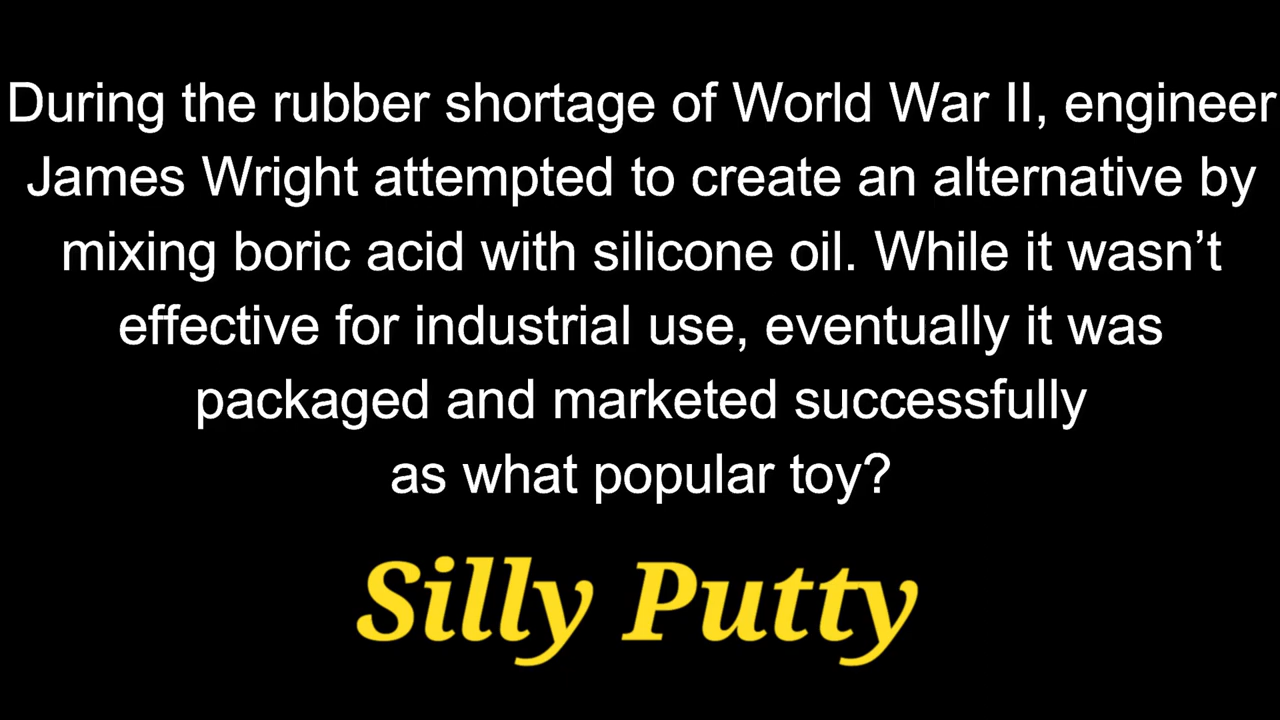 During the rubber shortage of World War II, engineer
James Wright attempted to create an alternative by
mixing boric acid with silicone oil. While it wasn’t
effective for industrial use, eventually it was
packaged and marketed successfully
as what popular toy?
Silly Putty